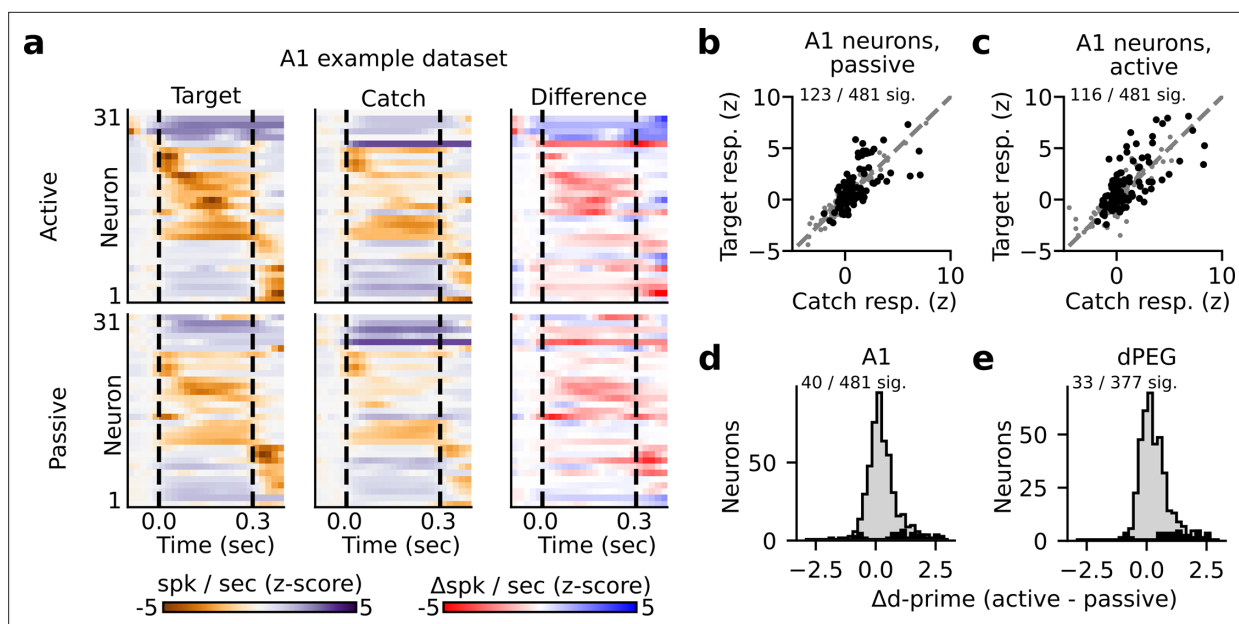 a
A1 example dataset
Target
Catch
Difference
Active
Neuron
31
1
Passive
Neuron
31
1
0.0 0.3
Time (sec)
0.0 0.3
Time (sec)
0.0 0.3
Time (sec)
spk / sec (z-score)
-5 5
Δspk / sec (z-score)
-5 5
b
A1 neurons,
passive
123 / 481 sig.
Target resp. (z)
10
5
0
−5
0 10
Catch resp. (z)
c
A1 neurons,
active
116 / 481 sig.
Target resp. (z)
10
5
0
−5
0 10
Catch resp. (z)
d
A1
40 / 481 sig.
Neurons
50
0
−2.5 0.0 2.5
e
dPEG
33 / 377 sig.
Neurons
50
0
−2.5 0.0 2.5
Δd-prime (active - passive)